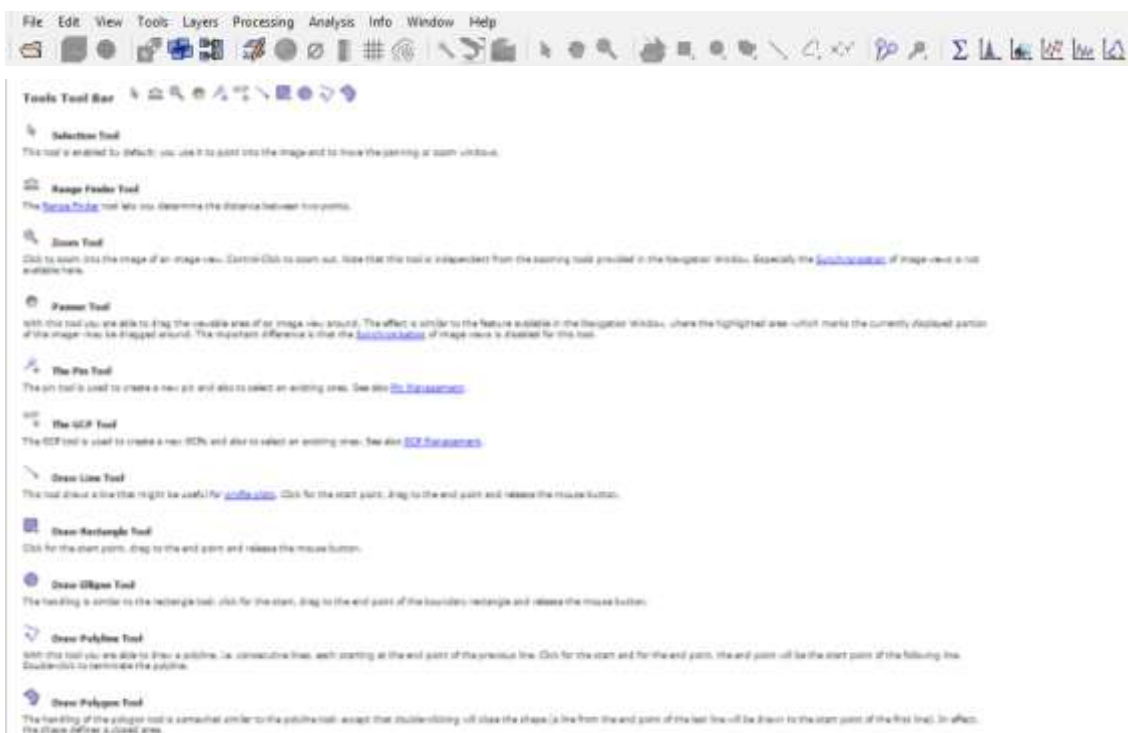 File Edit View Tools Layers Processing Analysis Info Window Help
Tools Tool Bar
Selection Tool
This tool is enabled by default; you use it to point into the image and to move the panning or zoom windows.
Range Finder Tool
The Range Finder tool lets you determine the distance between two points.
Zoom Tool
Click to zoom into the image of an image view. Control-Click to zoom out. Note that this tool is independent from the zooming tools provided in the Navigation Window. Especially the Synchronisation of image views is not
available here.
Panner Tool
With this tool you are able to drag the viewable area of an image view around. The effect is similar to the feature available in the Navigation Window, where the highlighted area -which marks the currently displayed portion
of the image- may be dragged around. The important difference is that the Synchronisation of image views is disabled for this tool.
The Pin Tool
The pin tool is used to create a new pin and also to select an existing ones. See also Pin Management.
The GCP Tool
The GCP tool is used to create a new GCPs and also to select an existing ones. See also GCP Management.
Draw Line Tool
This tool draws a line that might be useful for profile plots. Click for the start point, drag to the end point and release the mouse button.
Draw Rectangle Tool
Click for the start point, drag to the end point and release the mouse button.
Draw Ellipse Tool
The handling is similar to the rectangle tool: click for the start, drag to the end point of the boundary rectangle and release the mouse button.
Draw Polyline Tool
With this tool you are able to draw a polyline, i.e. consecutive lines, each starting at the end point of the previous line. Click for the start and for the end point, the end point will be the start point of the following line.
Double-click to terminate the polyline.
Draw Polygon Tool
The handling of the polygon tool is somewhat similar to the polyline tool: except that double-clicking will close the shape (a line from the end point of the last line will be drawn to the start point of the first line). In effect,
the shape defines a closed area.